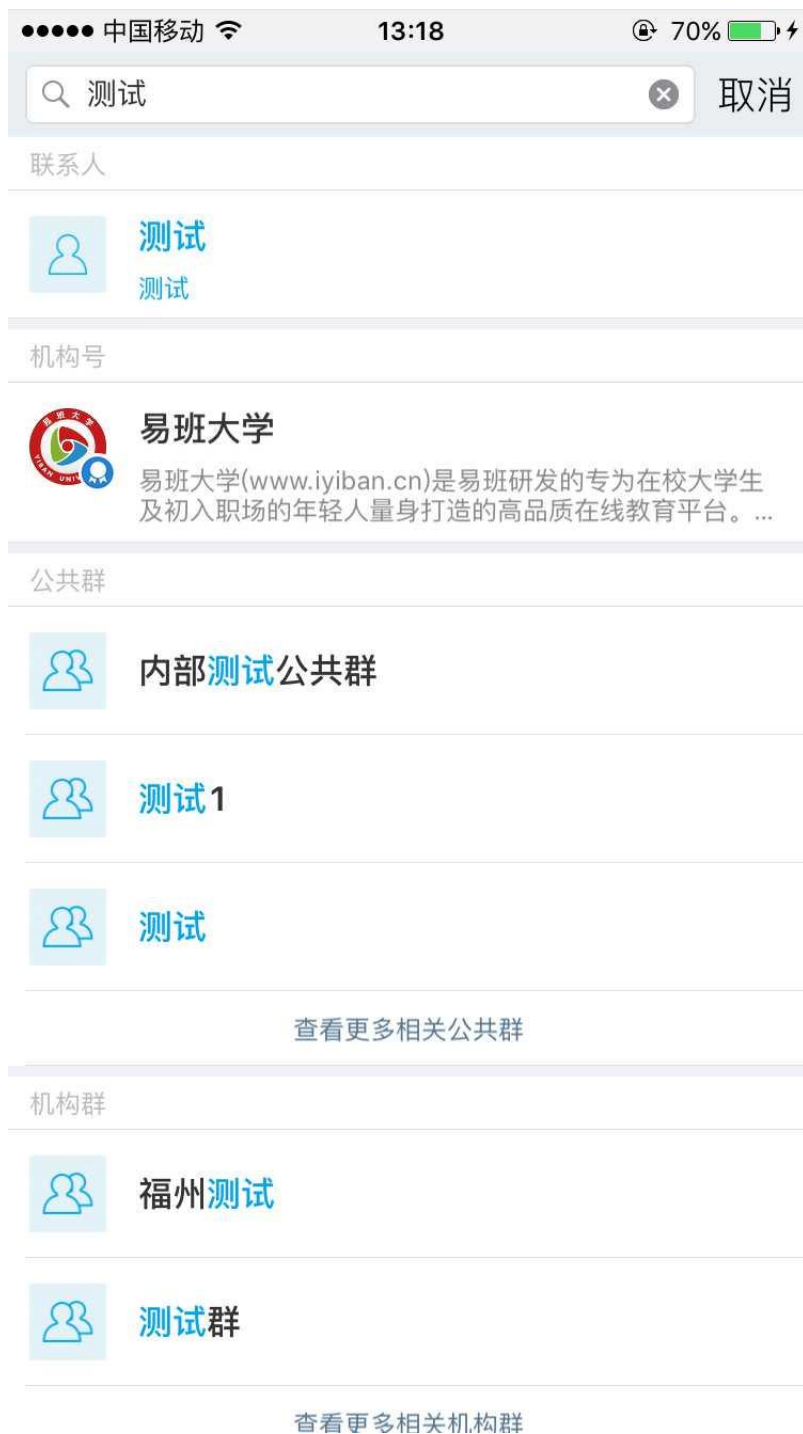 中国移动 13:18 70%
测试 取消
联系人
测试
测试
机构号
易班大学
易班大学(www.iyiban.cn)是易班研发的专为在校大学生
及初入职场的年轻人量身打造的高品质在线教育平台。...
公共群
内部测试公共群
测试1
测试
查看更多相关公共群
机构群
福州测试
测试群
查看更多相关机构群